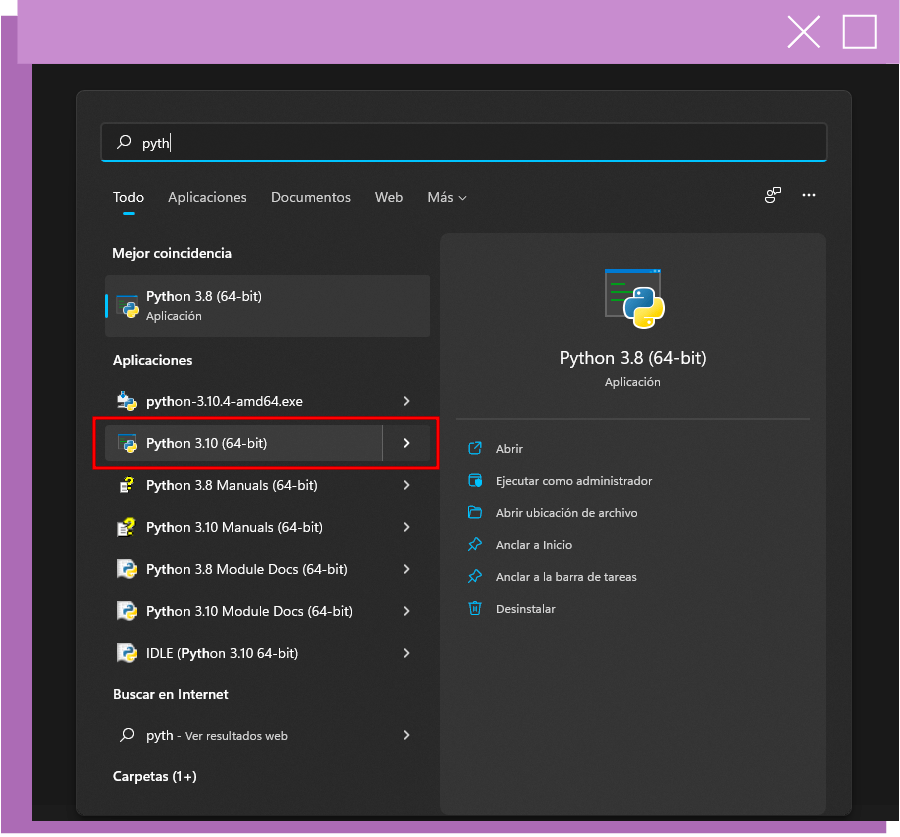 pyth
Todo Aplicaciones Documentos Web Más
Mejor coincidencia
Python 3.8 (64-bit)
Aplicación
Aplicaciones
python-3.10.4-amd64.exe
Python 3.10 (64-bit)
Python 3.8 Manuals (64-bit)
Python 3.10 Manuals (64-bit)
Python 3.8 Module Docs (64-bit)
Python 3.10 Module Docs (64-bit)
IDLE (Python 3.10 64-bit)
Buscar en Internet
pyth - Ver resultados web
Carpetas (1+)
Python 3.8 (64-bit)
Aplicación
Abrir
Ejecutar como administrador
Abrir ubicación de archivo
Anclar a Inicio
Anclar a la barra de tareas
Desinstalar